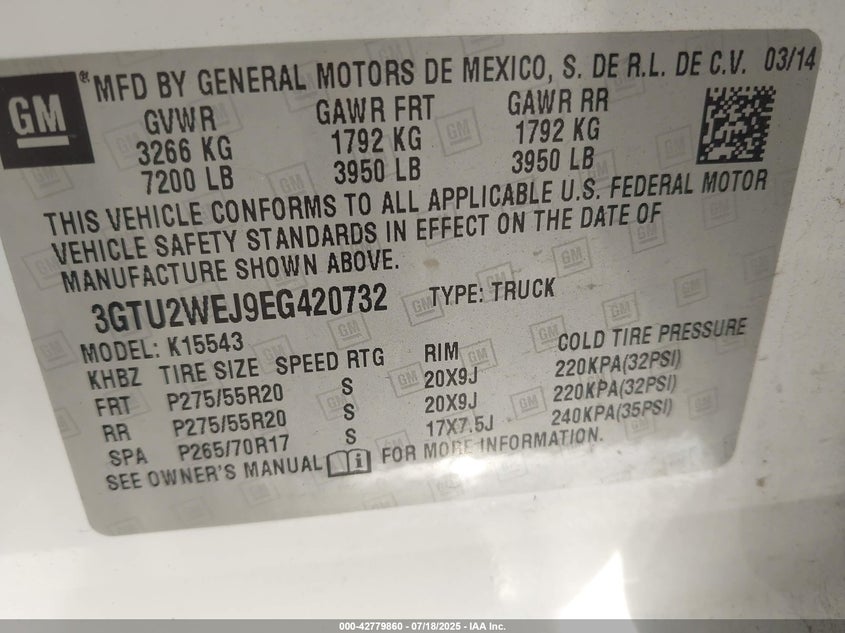 GM
® MFD BY GENERAL MOTORS DE MEXICO, S. DE R.L. DE C.V. 03/14
GVWR GAWR FRT GAWR RR
3266 KG 1792 KG 1792 KG
7200 LB 3950 LB 3950 LB
THIS VEHICLE CONFORMS TO ALL APPLICABLE U.S. FEDERAL MOTOR
VEHICLE SAFETY STANDARDS IN EFFECT ON THE DATE OF
MANUFACTURE SHOWN ABOVE.
3GTU2WEJ9EG420732 TYPE: TRUCK
MODEL: K15543
KHBZ TIRE SIZE SPEED RTG RIM COLD TIRE PRESSURE
FRT P275/55R20 S 20X9J 220KPA(32PSI)
RR P275/55R20 S 20X9J 220KPA(32PSI)
SPA P265/70R17 S 17X7.5J 240KPA(35PSI)
SEE OWNER'S MANUAL FOR MORE INFORMATION.
000-42779860 - 07/18/2025 - IAA Inc.